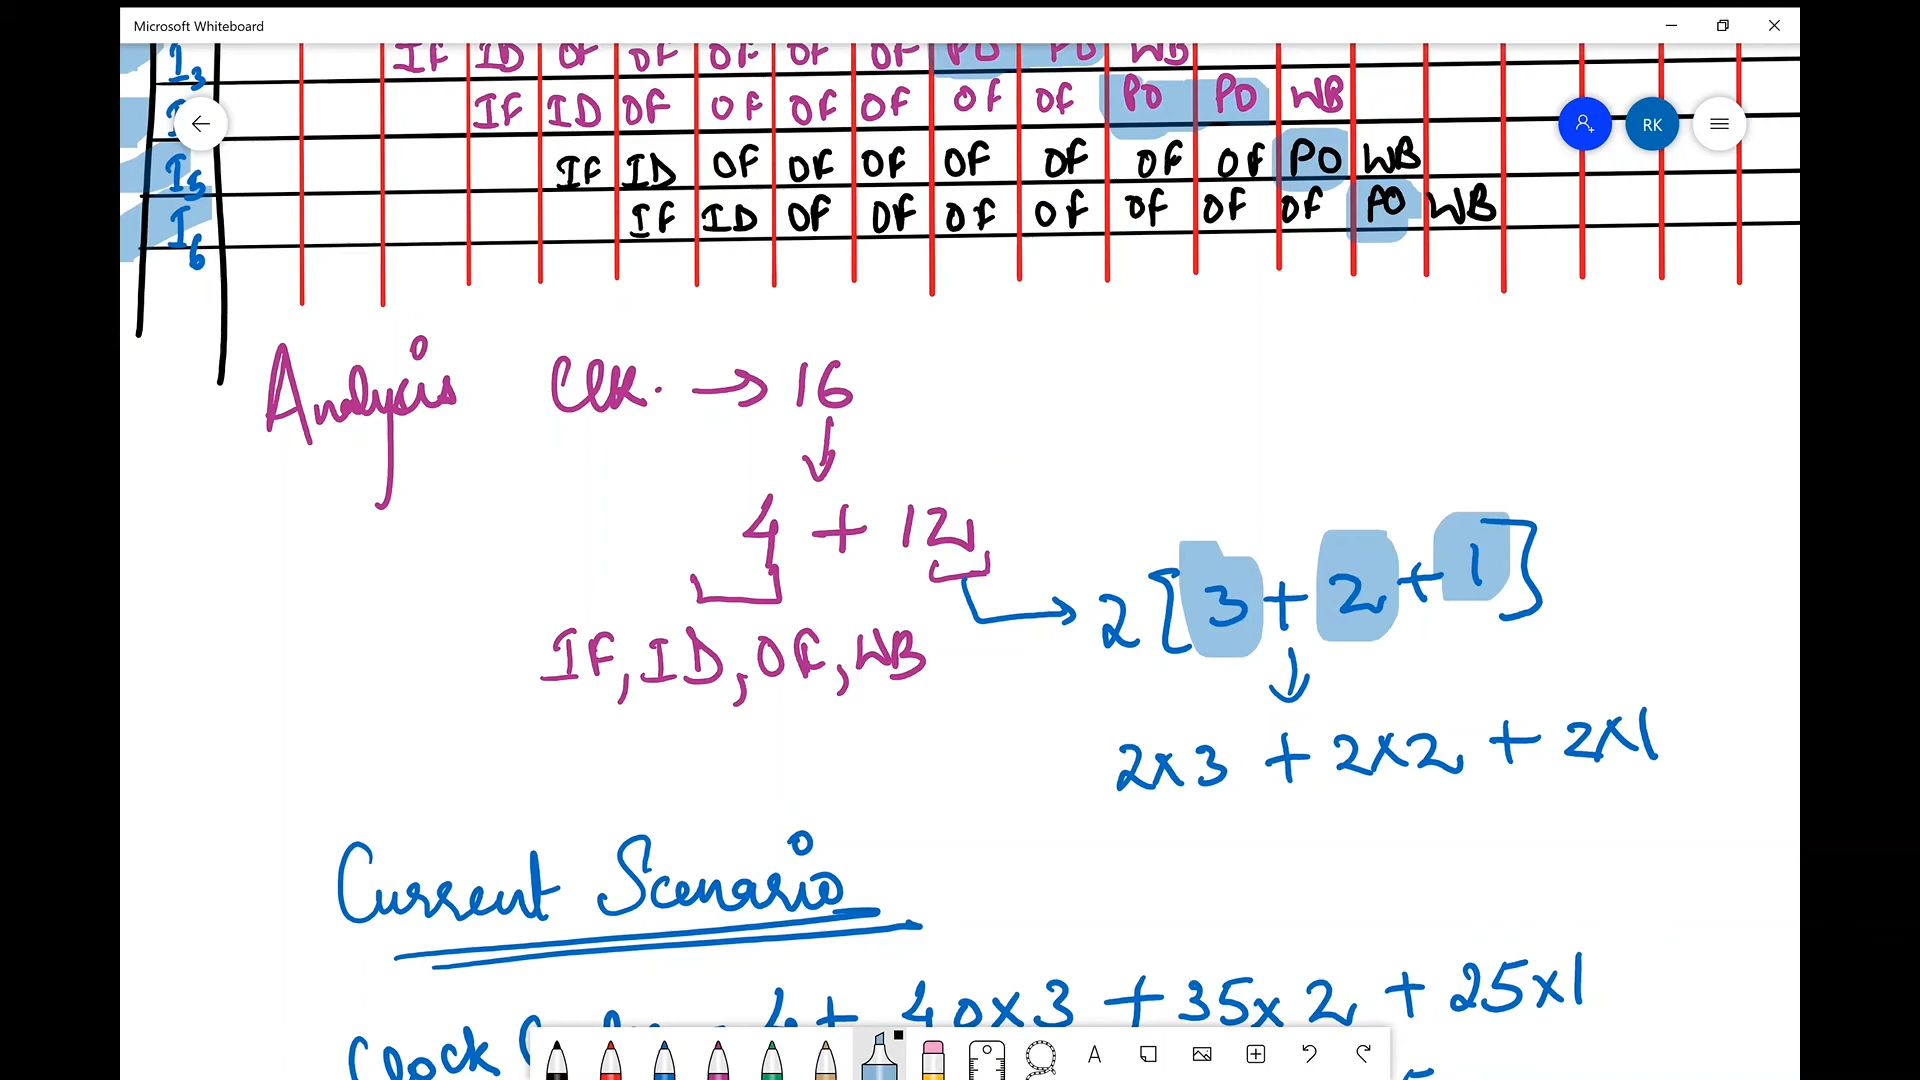 Microsoft Whiteboard
I3 IF ID OF OF OF OF OF PO PO WB
IF ID OF OF OF OF OF OF PO PO WB
I5 IF ID OF OF OF OF OF OF OF PO WB
I6 IF ID OF OF OF OF OF OF OF PO WB
RK
Analysis Clk. → 16
4 + 12
2[3 + 2 + 1]
IF, ID, OF, WB
2x3 + 2x2 + 2x1
Current Scenario
4 + 40x3 + 35x2 + 25x1
Clock
A